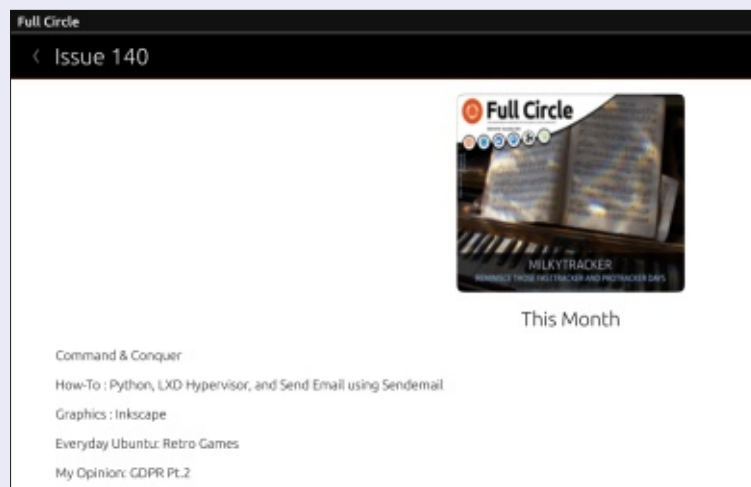 Full Circle
Issue 140
Full Circle
MILKYTRACKER
REMINISCE THOSE FASTTRACKER AND PROTRACKER DAYS
This Month
Command & Conquer
How-To : Python, LXD Hypervisor, and Send Email using Sendemail
Graphics : Inkscape
Everyday Ubuntu: Retro Games
My Opinion: GDPR Pt.2